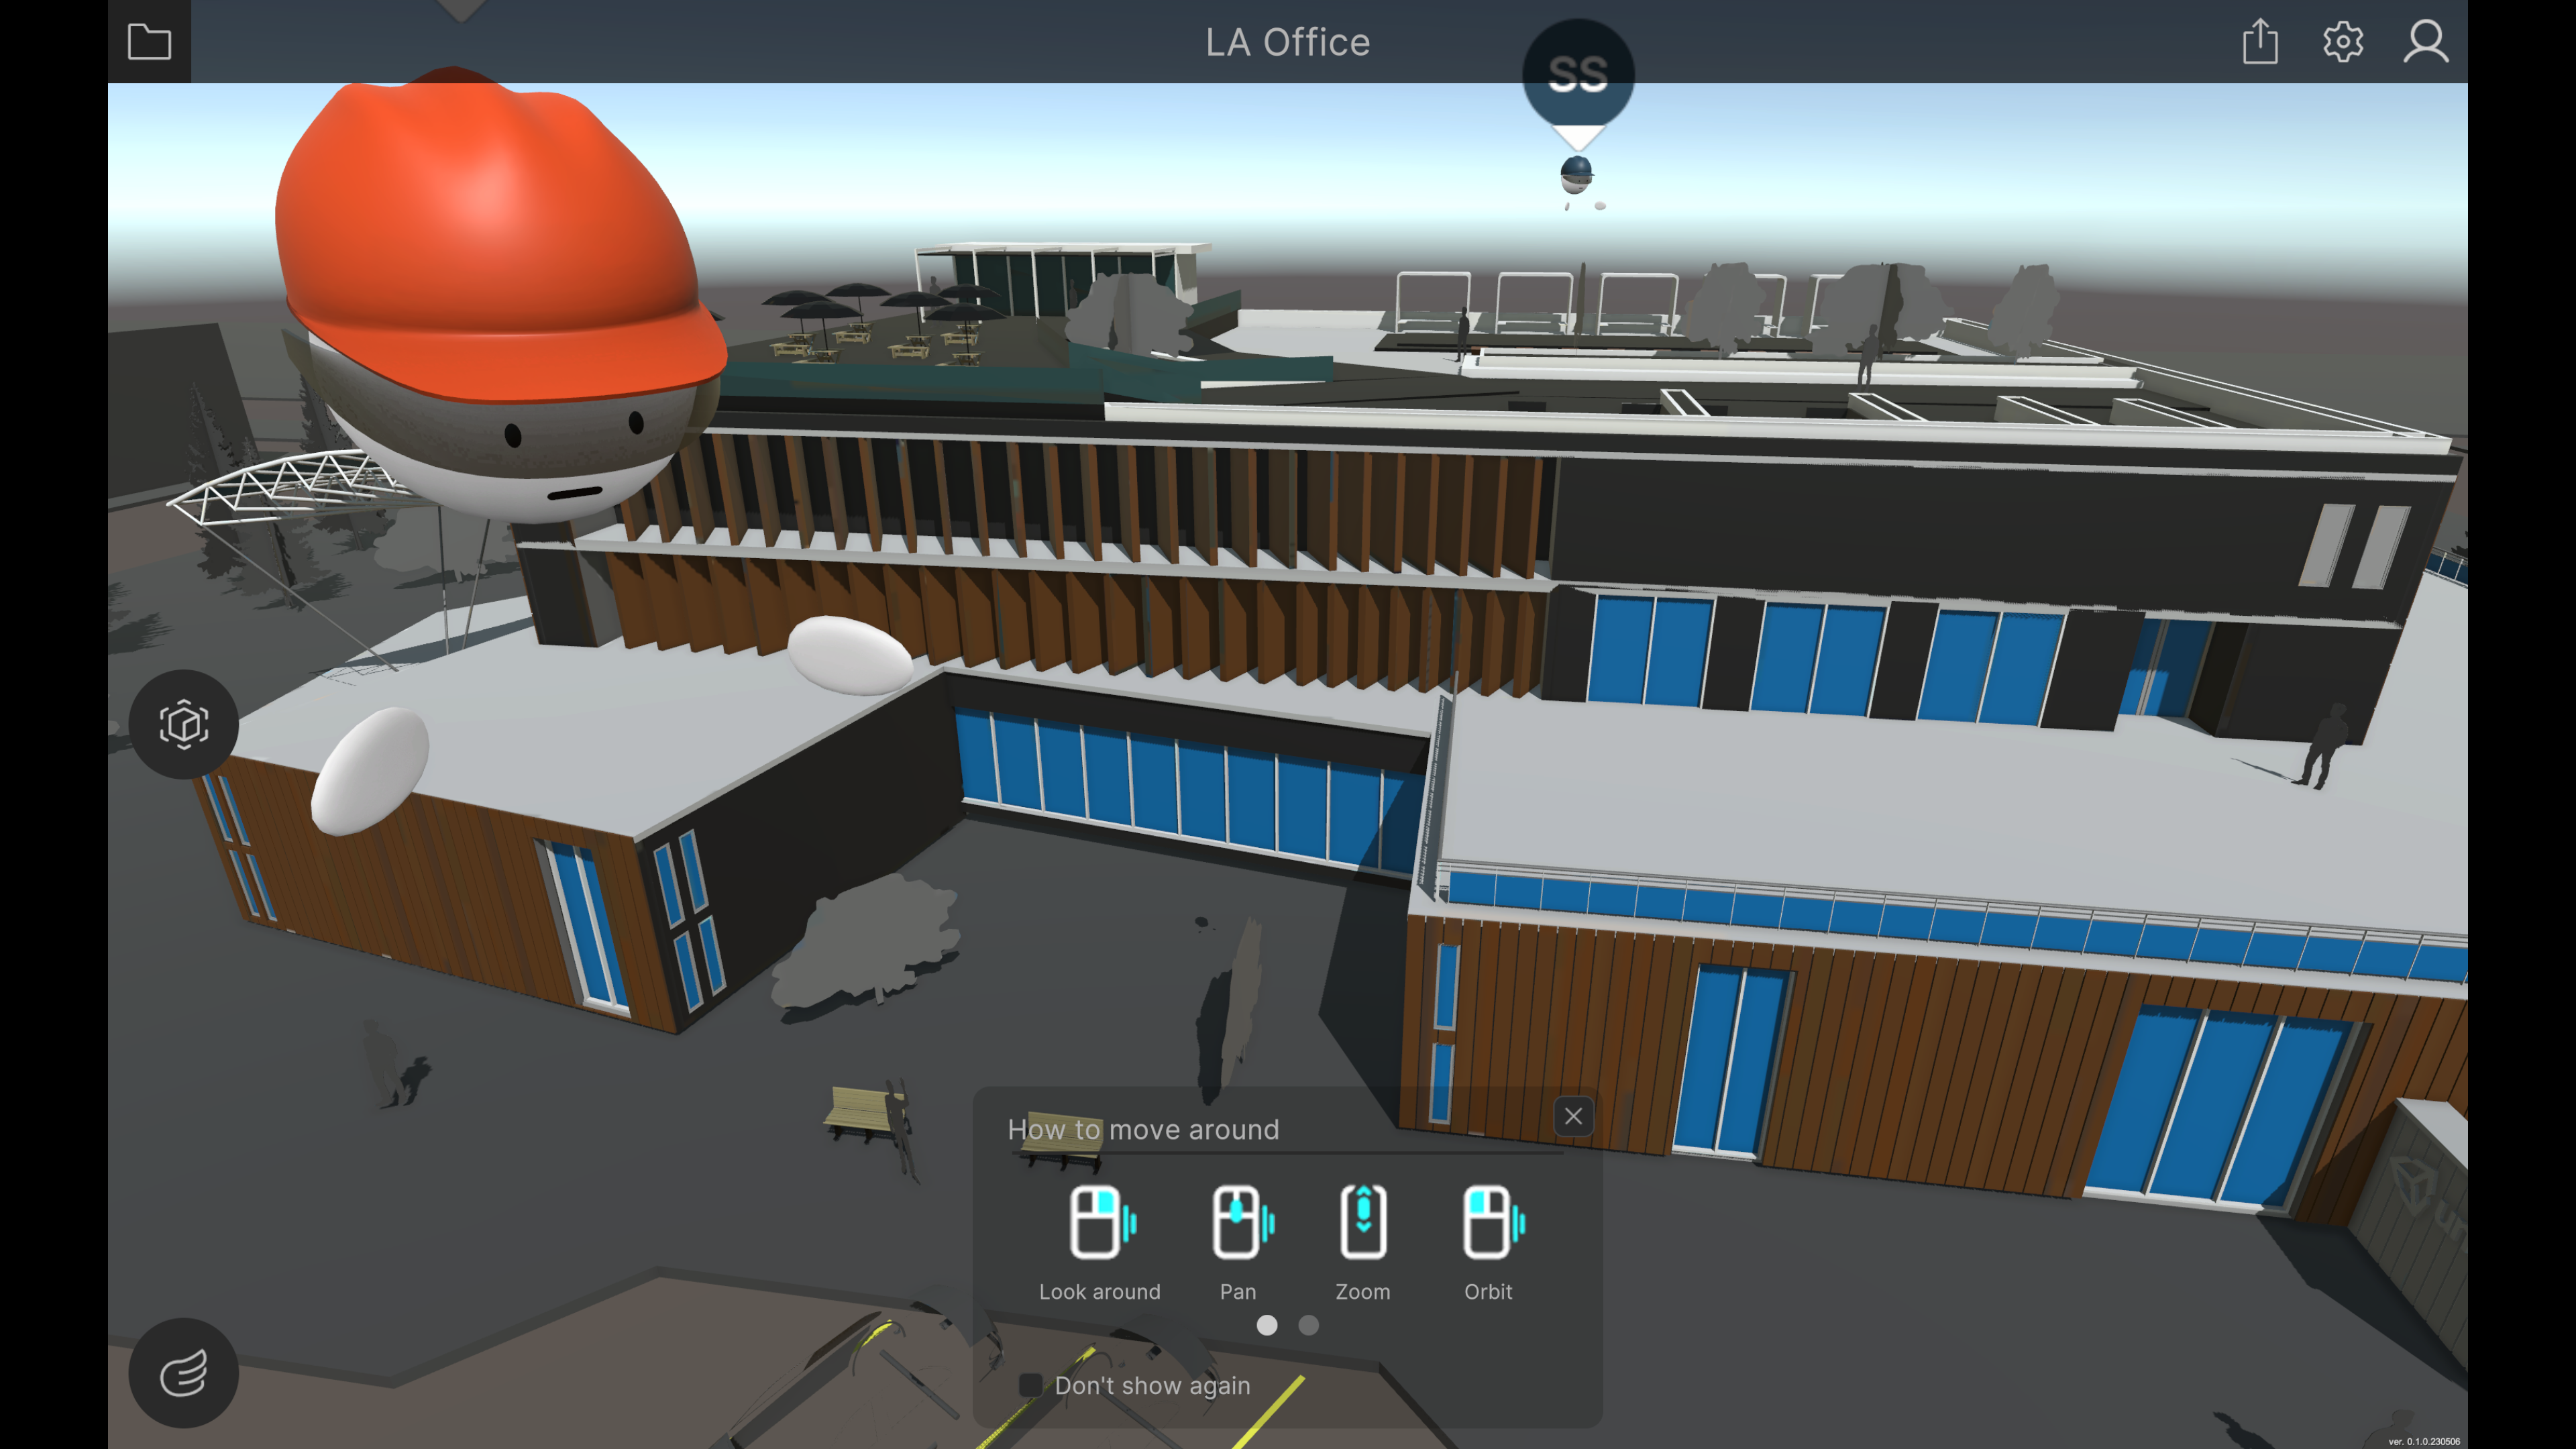 LA Office
SS
How to move around
Look around
Pan
Zoom
Orbit
Don't show again
ver. 0.1.0.230506